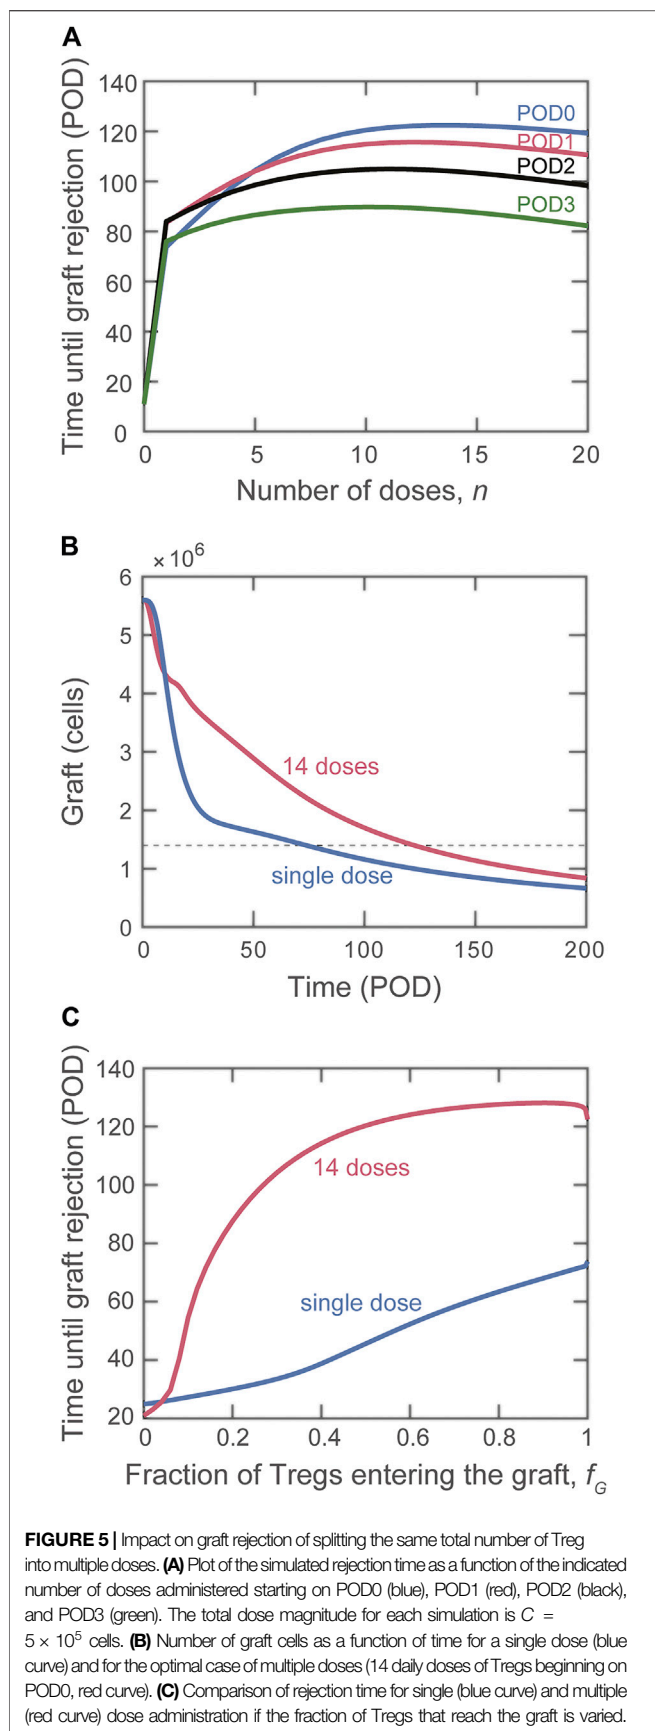 A
Time until graft rejection (POD)
140
120
100
80
60
40
20
0
POD0
POD1
POD2
POD3
0 5 10 15 20
Number of doses, n
B
× 10⁶
Graft (cells)
6
5
4
3
2
1
0
14 doses
single dose
0 50 100 150 200
Time (POD)
C
Time until graft rejection (POD)
140
120
100
80
60
40
20
14 doses
single dose
0 0.2 0.4 0.6 0.8 1
Fraction of Tregs entering the graft, f_G
FIGURE 5 | Impact on graft rejection of splitting the same total number of Treg
into multiple doses. (A) Plot of the simulated rejection time as a function of the indicated
number of doses administered starting on POD0 (blue), POD1 (red), POD2 (black),
and POD3 (green). The total dose magnitude for each simulation is C =
5 × 10⁵ cells. (B) Number of graft cells as a function of time for a single dose (blue
curve) and for the optimal case of multiple doses (14 daily doses of Tregs beginning on
POD0, red curve). (C) Comparison of rejection time for single (blue curve) and multiple
(red curve) dose administration if the fraction of Tregs that reach the graft is varied.